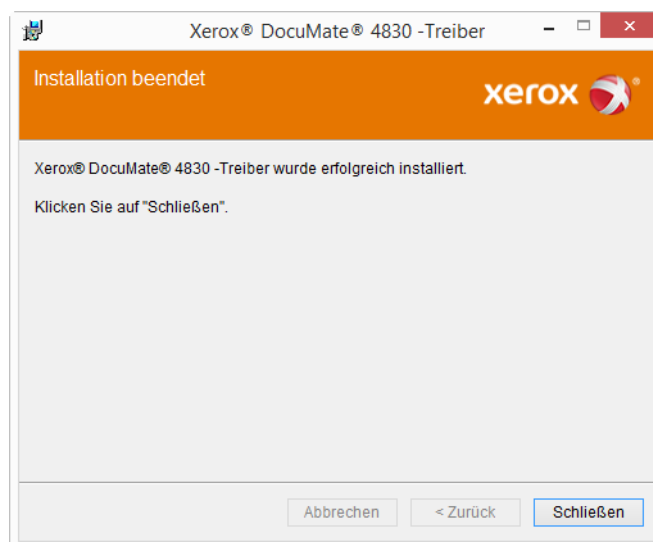 Xerox® DocuMate® 4830 -Treiber
Installation beendet
xerox
Xerox® DocuMate® 4830 -Treiber wurde erfolgreich installiert.
Klicken Sie auf "Schließen".
Abbrechen
< Zurück
Schließen